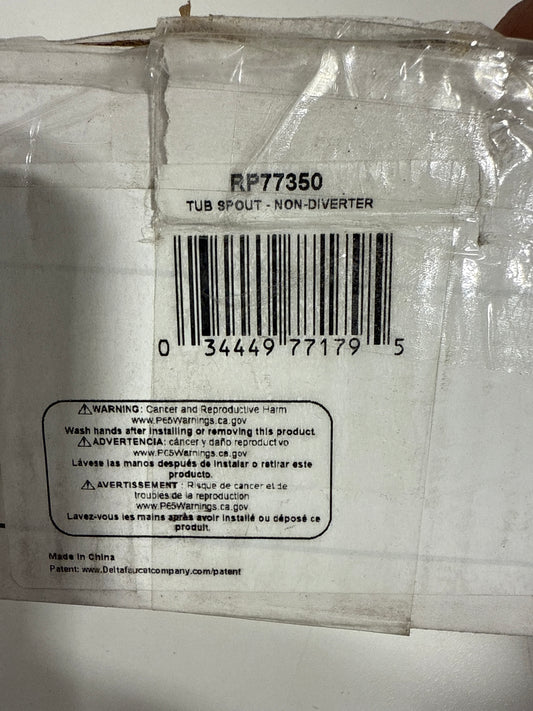 RP77350
TUB SPOUT - NON-DIVERTER
0 34449 77179 5
⚠WARNING: Cancer and Reproductive Harm
www.P65Warnings.ca.gov
Wash hands after installing or removing this product
⚠ADVERTENCIA: cáncer y daño reproductivo
www.P65Warnings.ca.gov
Lávese las manos después de instalar o retirar este
producto.
⚠AVERTISSEMENT : Risque de cancer et de
troubles de la reproduction
www.P65Warnings.ca.gov
Lavez-vous les mains après avoir installé ou déposé ce
produit.
Made in China
Patent: www.Deltafaucetcompany.com/patent